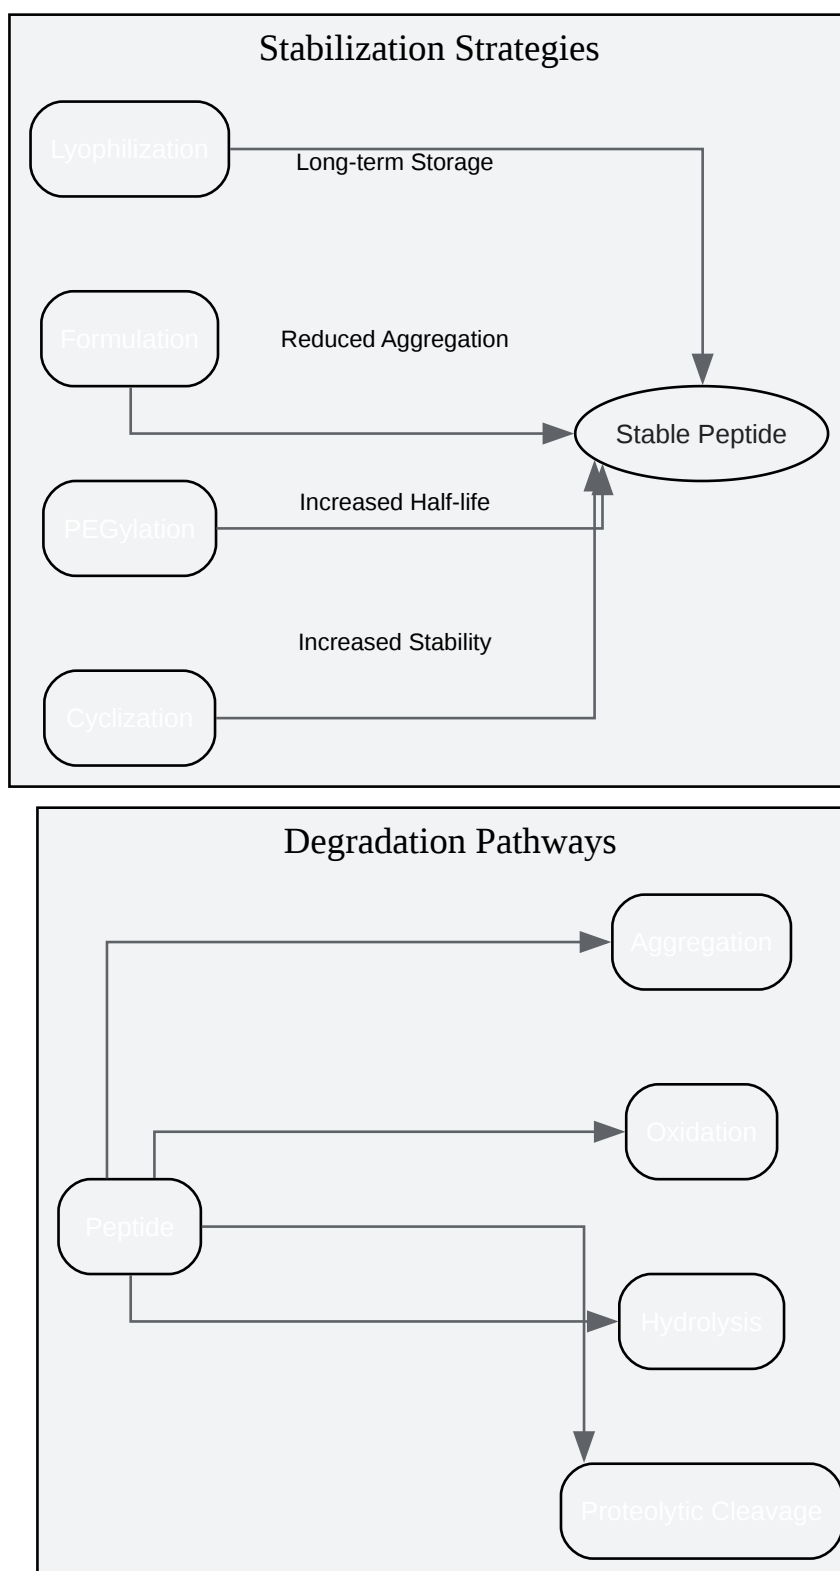 Stabilization Strategies
Lyophilization
Long-term Storage
Formulation
Reduced Aggregation
Stable Peptide
PEGylation
Increased Half-life
Increased Stability
Cyclization
Degradation Pathways
Aggregation
Oxidation
Peptide
Hydrolysis
Proteolytic Cleavage